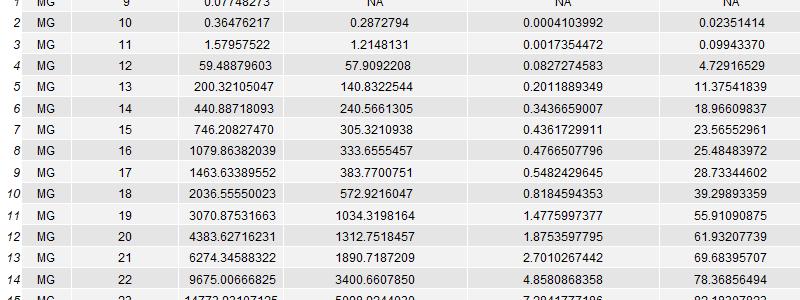 1 MG 9 0.07748273 NA NA NA
2 MG 10 0.36476217 0.2872794 0.0004103992 0.02351414
3 MG 11 1.57957522 1.2148131 0.0017354472 0.09943370
4 MG 12 59.48879603 57.9092208 0.0827274583 4.72916529
5 MG 13 200.32105047 140.8322544 0.2011889349 11.37541839
6 MG 14 440.88718093 240.5661305 0.3436659007 18.96609837
7 MG 15 746.20827470 305.3210938 0.4361729911 23.56552961
8 MG 16 1079.86382039 333.6555457 0.4766507796 25.48483972
9 MG 17 1463.63389552 383.7700751 0.5482429645 28.73344602
10 MG 18 2036.55550023 572.9216047 0.8184594353 39.29893359
11 MG 19 3070.87531663 1034.3198164 1.4775997377 55.91090875
12 MG 20 4383.62716231 1312.7518457 1.8753597795 61.93207739
13 MG 21 6274.34588322 1890.7187209 2.7010267442 69.68395707
14 MG 22 9675.00666825 3400.6607850 4.8580868358 78.36856494
15 MG 23